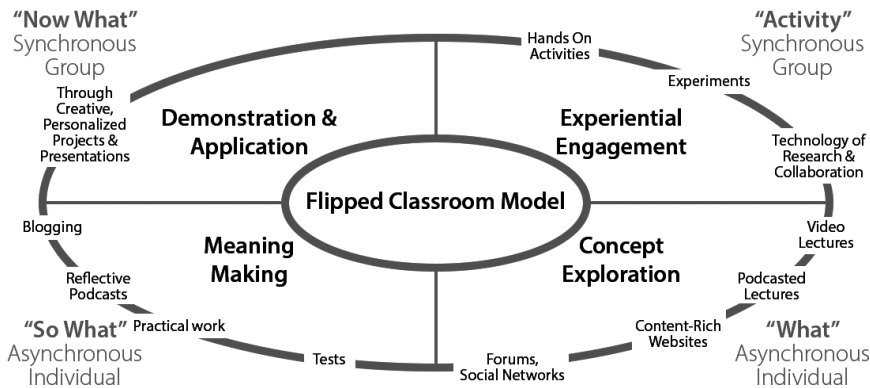 “Now What”
Synchronous
Group
Through
Creative,
Personalized
Projects &
Presentations
Demonstration &
Application
Hands On
Activities
Experiments
“Activity”
Synchronous
Group
Experiential
Engagement
Technology of
Research &
Collaboration
Flipped Classroom Model
Blogging
Reflective
Podcasts
Meaning
Making
“So What”
Asynchronous
Individual
Practical work
Tests
Concept
Exploration
Video
Lectures
Podcasted
Lectures
Content-Rich
Websites
Forums,
Social Networks
“What”
Asynchronous
Individual